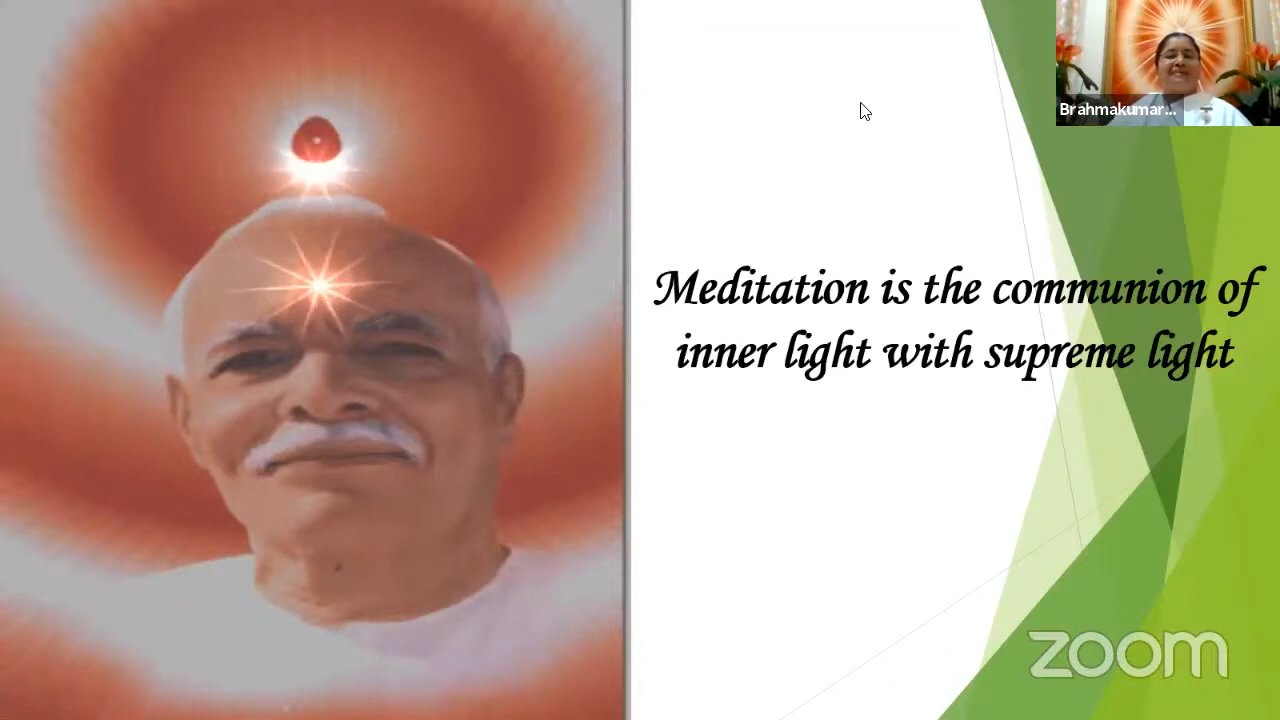 Brahmakumar...
Meditation is the communion of
inner light with supreme light
zoom